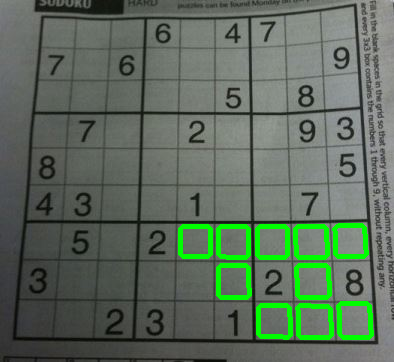 SUDOKU HARD puzzles can be found Monday on the
6 4 7
7 6 9
5 8
7 2 9 3
8 5
4 3 1 7
5 2
3 2 8
2 3 1
Fill in the blank spaces in the grid so that every vertical column, every horizontal row
and every 3x3 box contains the numbers 1 through 9, without repeating any.